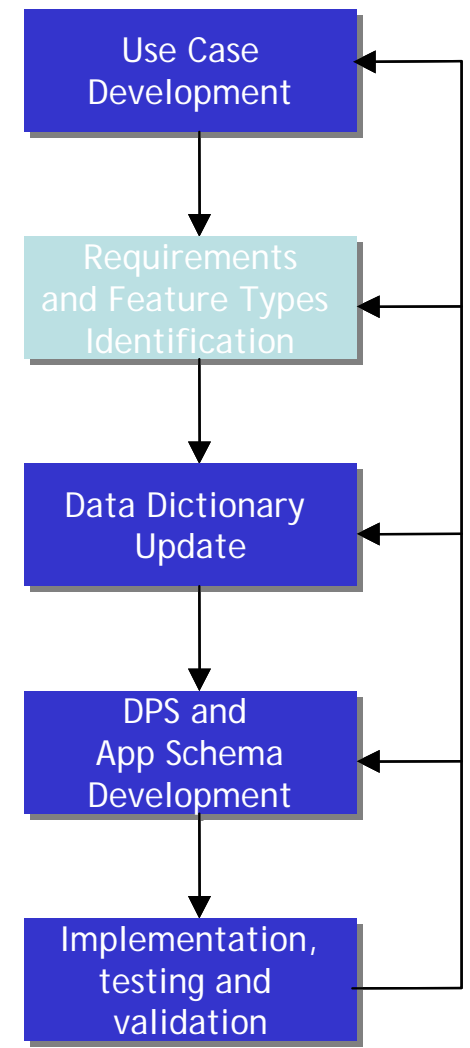 Use Case
Development
Requirements
and Feature Types
Identification
Data Dictionary
Update
DPS and
App Schema
Development
Implementation,
testing and
validation